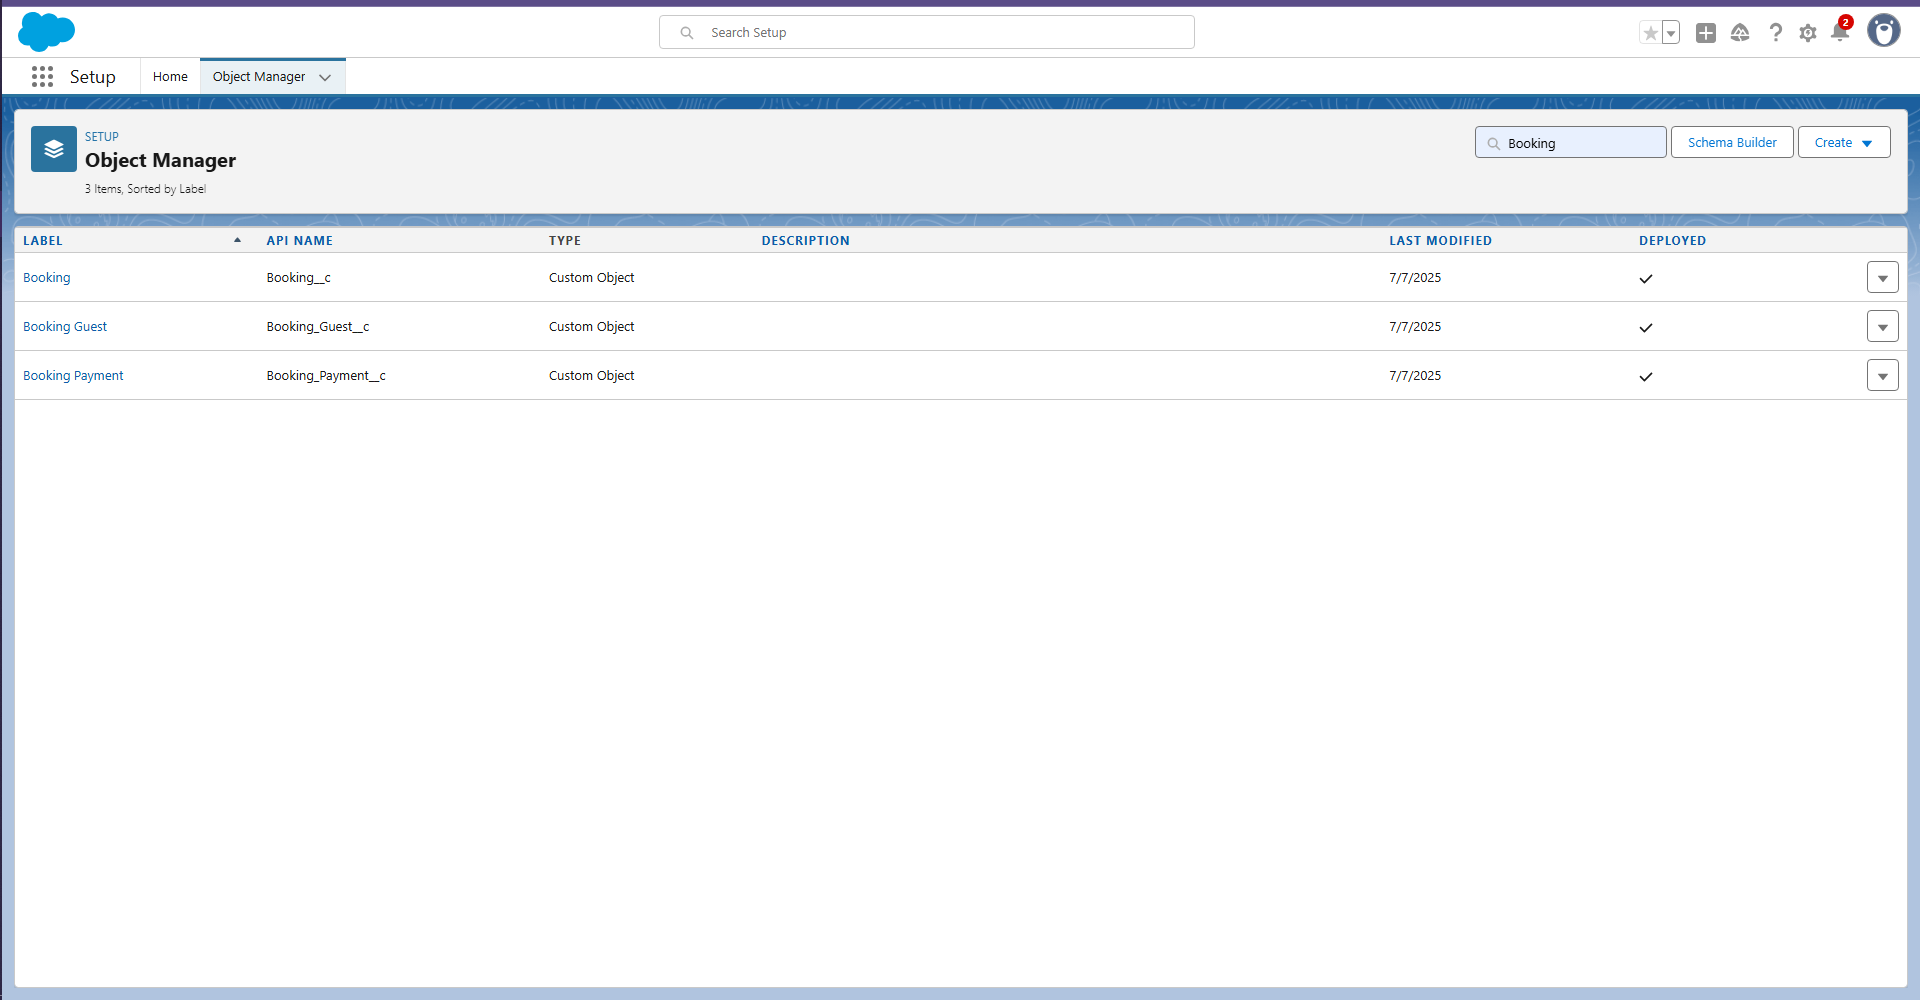 Search Setup
2
Setup
Home
Object Manager
SETUP
Object Manager
3 Items, Sorted by Label
Booking
Schema Builder
Create
LABEL API NAME TYPE DESCRIPTION LAST MODIFIED DEPLOYED
Booking Booking__c Custom Object 7/7/2025
Booking Guest Booking_Guest__c Custom Object 7/7/2025
Booking Payment Booking_Payment__c Custom Object 7/7/2025